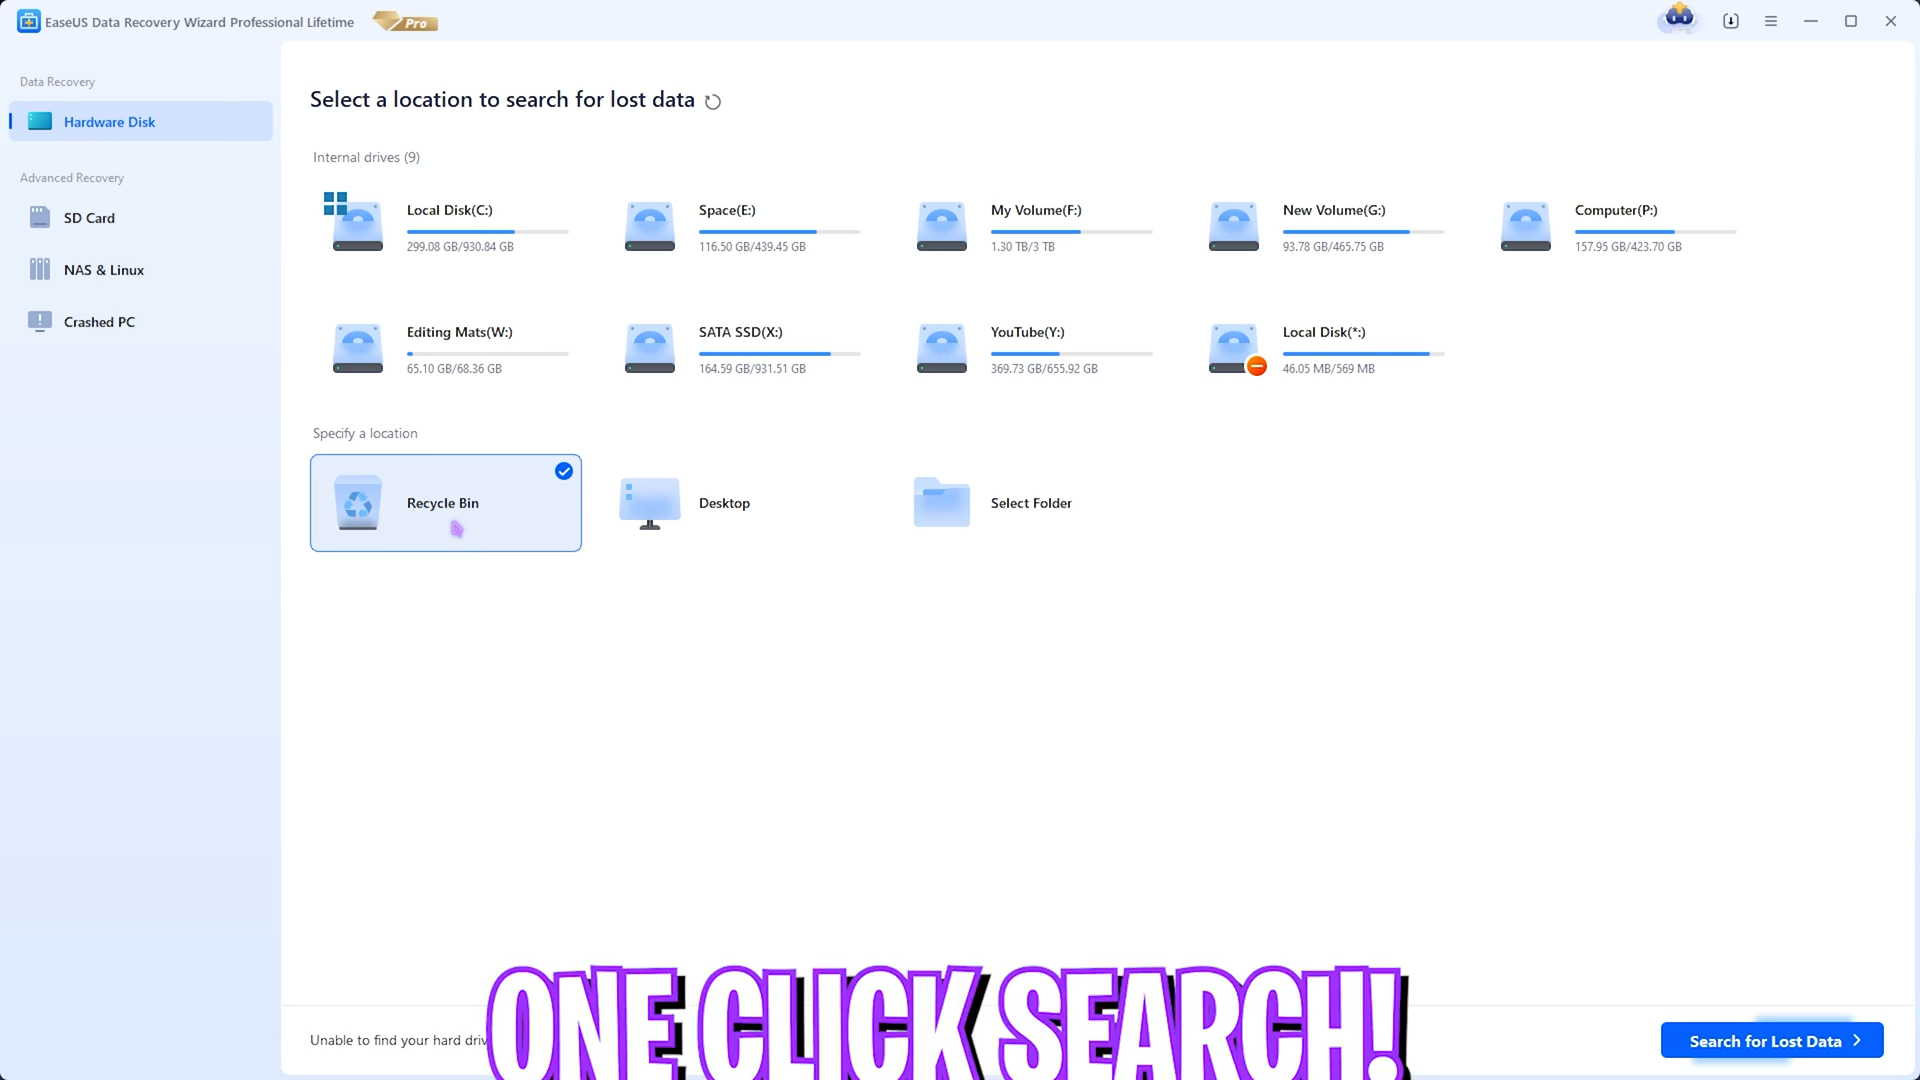 EaseUS Data Recovery Wizard Professional Lifetime
Pro
Data Recovery
Hardware Disk
Advanced Recovery
SD Card
NAS & Linux
Crashed PC
Select a location to search for lost data
Internal drives (9)
Local Disk(C:)
299.08 GB/930.84 GB
Space(E:)
116.50 GB/439.45 GB
My Volume(F:)
1.30 TB/3 TB
New Volume(G:)
93.78 GB/465.75 GB
Computer(P:)
157.95 GB/423.70 GB
Editing Mats(W:)
65.10 GB/68.36 GB
SATA SSD(X:)
164.59 GB/931.51 GB
YouTube(Y:)
369.73 GB/655.92 GB
Local Disk(*:)
46.05 MB/569 MB
Specify a location
Recycle Bin
Desktop
Select Folder
Unable to find your hard
ONE CLICK SEARCH!
Search for Lost Data